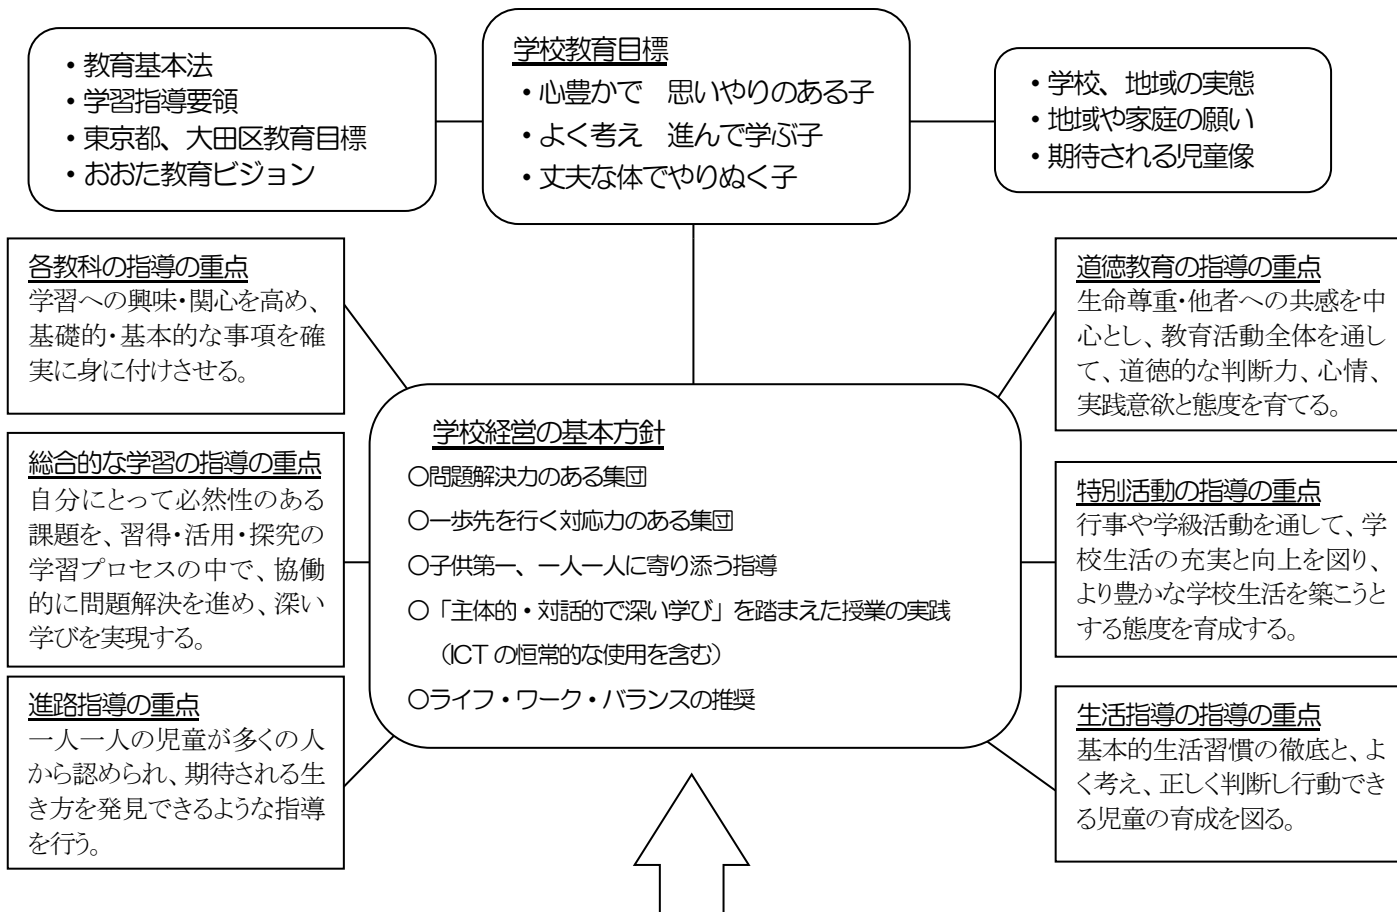 ・教育基本法
・学習指導要領
・東京都、大田区教育目標
・おおた教育ビジョン
学校教育目標
・心豊かで　思いやりのある子
・よく考え　進んで学ぶ子
・丈夫な体でやりぬく子
・学校、地域の実態
・地域や家庭の願い
・期待される児童像
各教科の指導の重点
学習への興味・関心を高め、
基礎的・基本的な事項を確
実に身に付けさせる。
総合的な学習の指導の重点
自分にとって必然性のある
課題を、習得・活用・探究の
学習プロセスの中で、協働
的に問題解決を進め、深い
学びを実現する。
進路指導の重点
一人一人の児童が多くの人
から認められ、期待される生
き方を発見できるような指導
を行う。
学校経営の基本方針
○問題解決力のある集団
○一歩先を行く対応力のある集団
○子供第一、一人一人に寄り添う指導
○「主体的・対話的で深い学び」を踏まえた授業の実践
（ICTの恒常的な使用を含む）
○ライフ・ワーク・バランスの推奨
道徳教育の指導の重点
生命尊重・他者への共感を中
心とし、教育活動全体を通し
て、道徳的な判断力、心情、
実践意欲と態度を育てる。
特別活動の指導の重点
行事や学級活動を通して、学
校生活の充実と向上を図り、
より豊かな学校生活を築こうと
する態度を育成する。
生活指導の指導の重点
基本的生活習慣の徹底と、よ
く考え、正しく判断し行動でき
る児童の育成を図る。